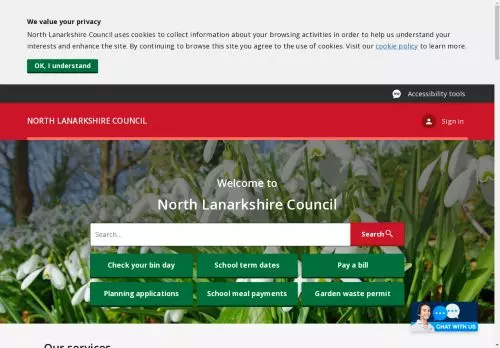 We value your privacy
North Lanarkshire Council uses cookies to collect information about your browsing activities in order to help us understand your
interests and enhance the site. By continuing to browse this site you agree to the use of cookies. Visit our cookie policy to learn more.
OK, I understand
Accessibility tools
NORTH LANARKSHIRE COUNCIL
Sign in
Welcome to
North Lanarkshire Council
Search...
Search
Check your bin day
School term dates
Pay a bill
Planning applications
School meal payments
Garden waste permit
CHAT WITH US
Our services